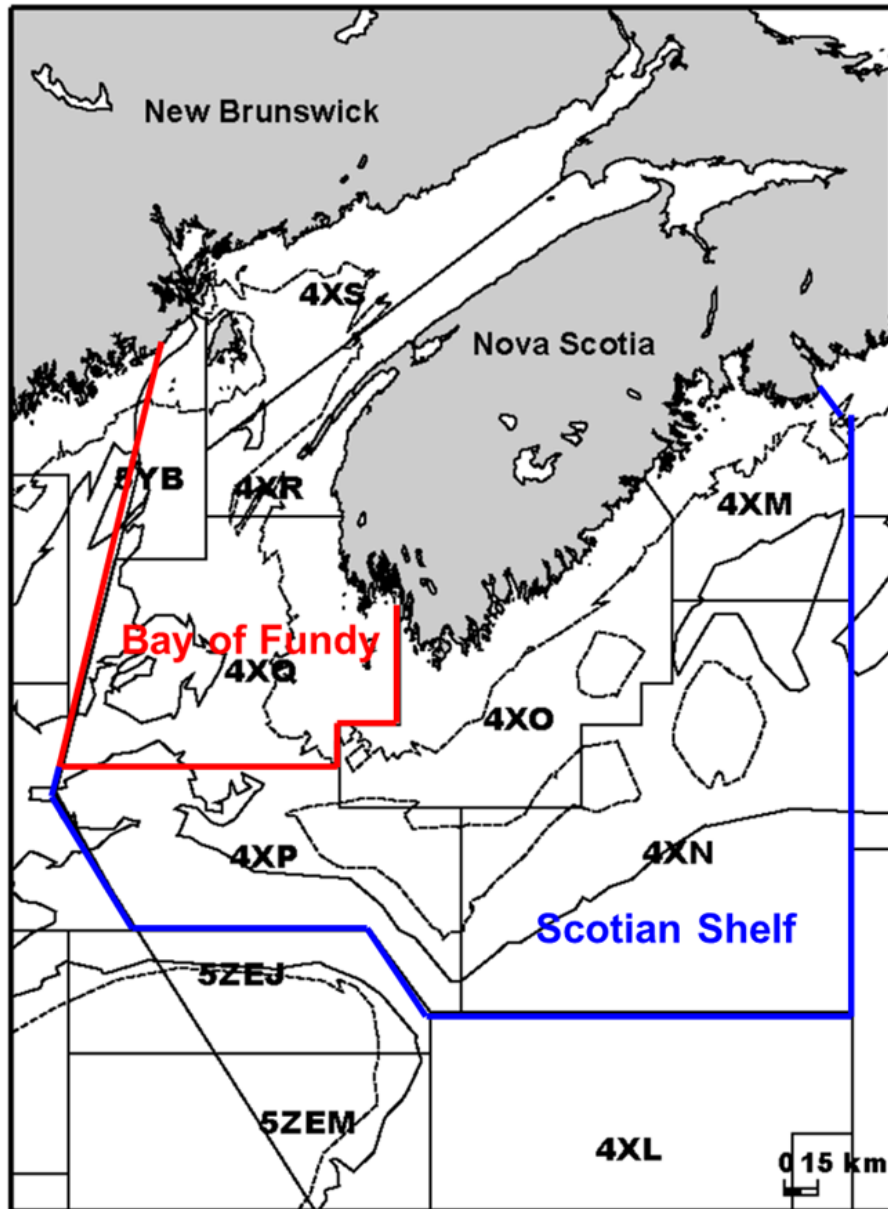 New Brunswick
4XS
Nova Scotia
5YB
4XR
4XM
Bay of Fundy
4XQ
4XO
4XP
4XN
Scotian Shelf
5ZEJ
5ZEM
4XL
0 15 km